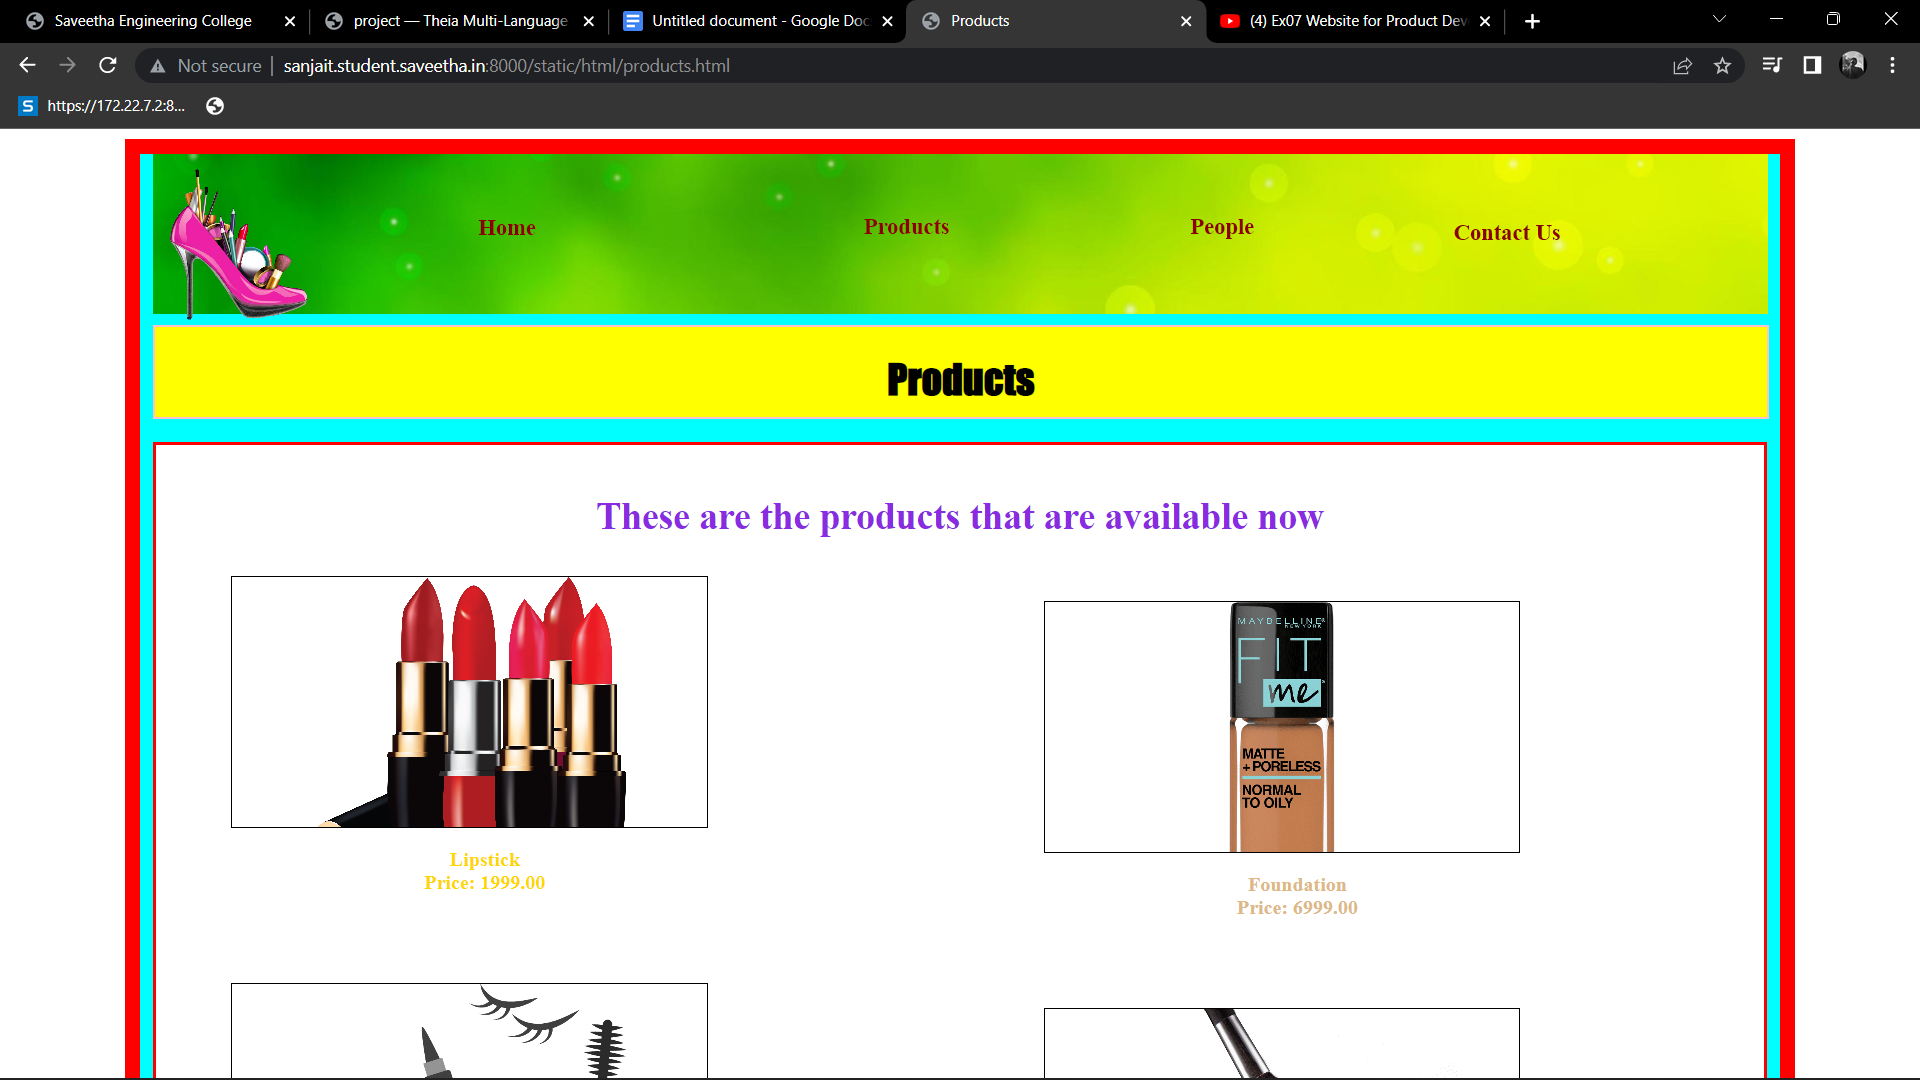 Saveetha Engineering College
project — Theia Multi-Language
Untitled document - Google Doc
Products
(4) Ex07 Website for Product Dev
Not secure
sanjait.student.saveetha.in:8000/static/html/products.html
S https://172.22.7.2:8...
Home
Products
People
Contact Us
Products
These are the products that are available now
MAYBELLINE
NEW YORK
FIT
me
MATTE
+ PORELESS
NORMAL
TO OILY
Lipstick
Price: 1999.00
Foundation
Price: 6999.00